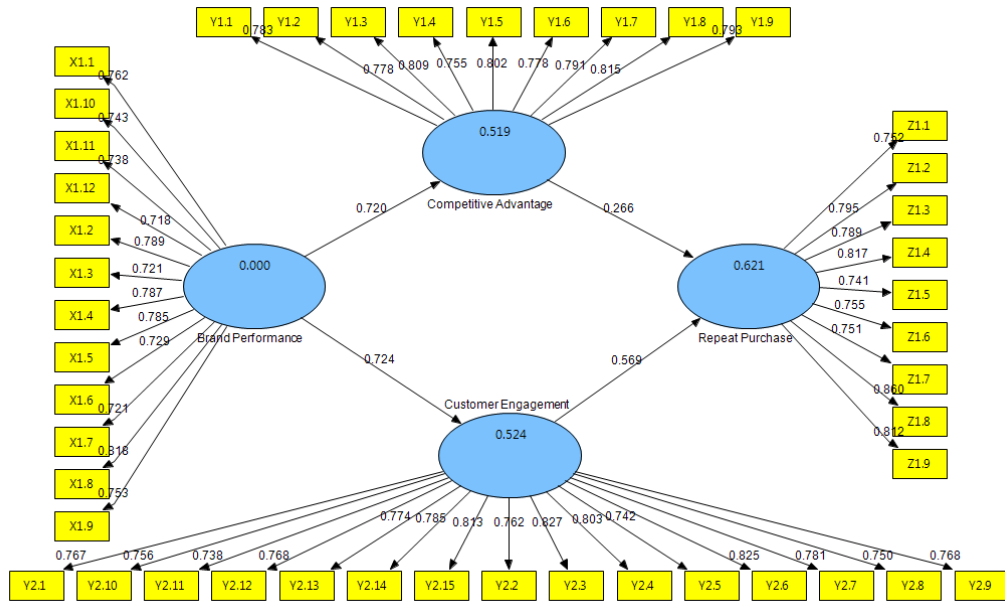 Y1.1 Y1.2 Y1.3 Y1.4 Y1.5 Y1.6 Y1.7 Y1.8 Y1.9
0.783 0.778 0.809 0.755 0.802 0.778 0.791 0.815 0.793
X1.1
0.762
X1.10
0.743
X1.11
0.738
X1.12
0.718
X1.2
0.789
X1.3
0.721
X1.4
0.787
X1.5
0.785
X1.6
0.729
X1.7
0.721
X1.8
0.818
X1.9
0.753
0.519
Competitive Advantage
0.720
0.266
0.000
Brand Performance
0.621
Repeat Purchase
0.724
0.569
Customer Engagement
0.524
Z1.1
0.752
Z1.2
0.795
Z1.3
0.789
Z1.4
0.817
Z1.5
0.741
Z1.6
0.755
Z1.7
0.751
Z1.8
0.860
Z1.9
0.812
0.767 0.756 0.738 0.768 0.774 0.785 0.813 0.762 0.827 0.803 0.742 0.825 0.781 0.750 0.768
Y2.1 Y2.10 Y2.11 Y2.12 Y2.13 Y2.14 Y2.15 Y2.2 Y2.3 Y2.4 Y2.5 Y2.6 Y2.7 Y2.8 Y2.9